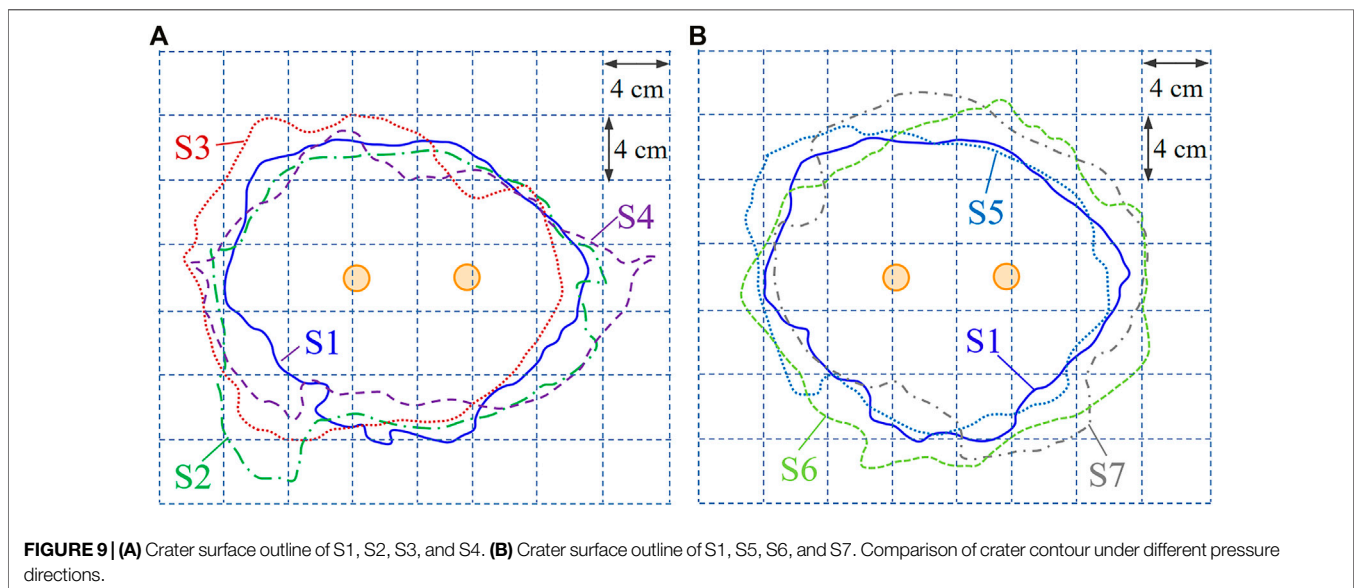 A
B
4 cm
4 cm
S3
4 cm
4 cm
S4
S5
S1
S1
S2
S6
S7
FIGURE 9 | (A) Crater surface outline of S1, S2, S3, and S4. (B) Crater surface outline of S1, S5, S6, and S7. Comparison of crater contour under different pressure
directions.